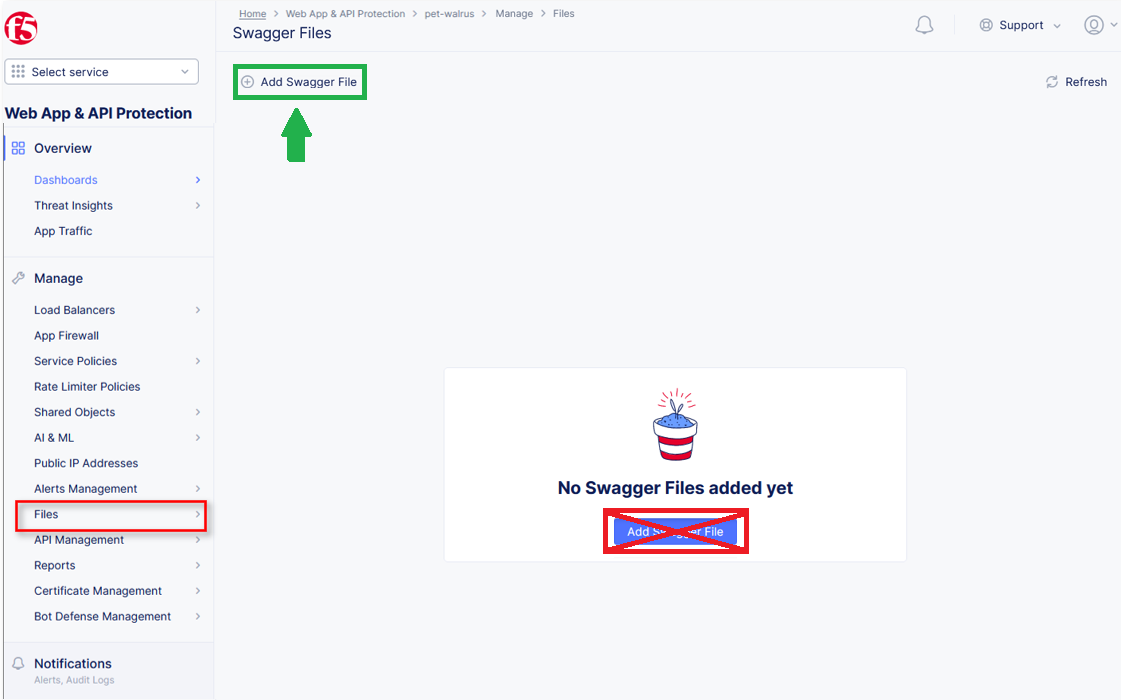 f5
Home > Web App & API Protection > pet-walrus > Manage > Files
Swagger Files
Support
Select service
Add Swagger File
Refresh
Web App & API Protection
Overview
Dashboards
Threat Insights
App Traffic
Manage
Load Balancers
App Firewall
Service Policies
Rate Limiter Policies
Shared Objects
AI & ML
Public IP Addresses
Alerts Management
Files
API Management
Reports
Certificate Management
Bot Defense Management
Notifications
Alerts, Audit Logs
No Swagger Files added yet
Add Swagger File